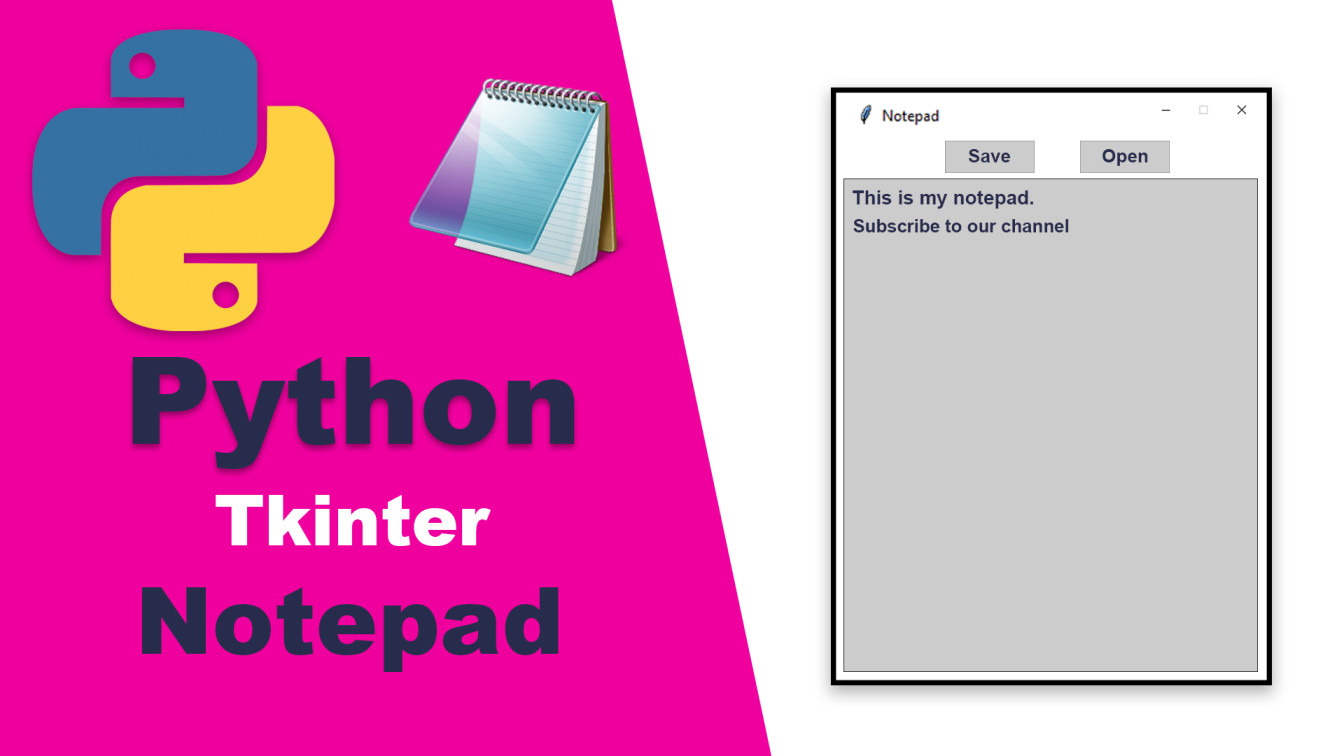 Python
Tkinter
Notepad
Notepad
Save Open
This is my notepad.
Subscribe to our channel